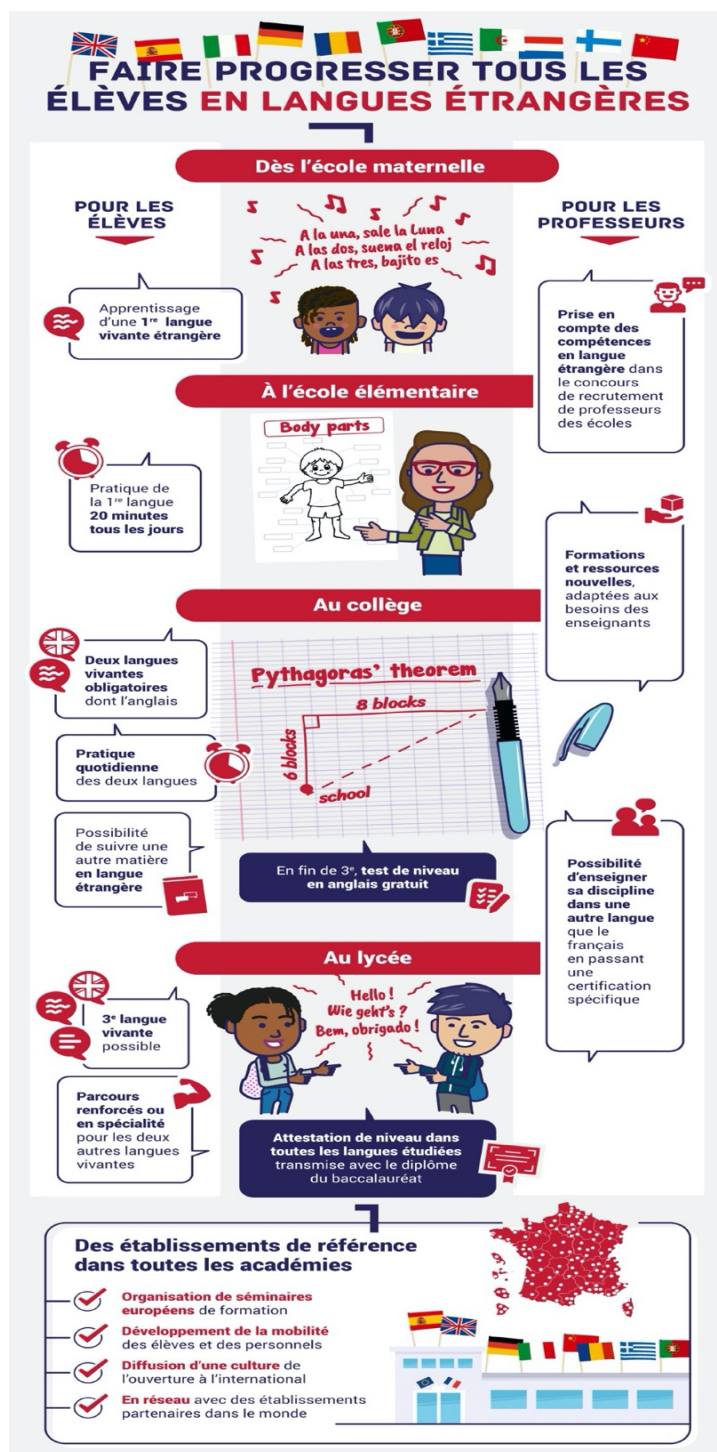 FAIRE PROGRESSER TOUS LES
ÉLÈVES EN LANGUES ÉTRANGÈRES
Dès l'école maternelle
POUR LES
ÉLÈVES
A la una, sale la Luna
A las dos, suena el reloj
A las tres, bajito es
POUR LES
PROFESSEURS
Apprentissage
d'une 1re langue
vivante étrangère
Prise en
compte des
compétences
en langue
étrangère dans
le concours
de recrutement
de professeurs
des écoles
À l'école élémentaire
Body parts
Pratique de
la 1re langue
20 minutes
tous les jours
Formations
et ressources
nouvelles,
adaptées aux
besoins des
enseignants
Au collège
Deux langues
vivantes
obligatoires
dont l'anglais
Pythagoras' theorem
8 blocks
6 blocks
school
Pratique
quotidienne
des deux langues
Possibilité
de suivre une
autre matière
en langue
étrangère
En fin de 3e, test de niveau
en anglais gratuit
Possibilité
d'enseigner
sa discipline
dans une
autre langue
que le
français
en passant
une
certification
spécifique
Au lycée
3e langue
vivante
possible
Hello !
Wie geht's ?
Bem, obrigado !
Parcours
renforcés ou
en spécialité
pour les deux
autres langues
vivantes
Attestation de niveau dans
toutes les langues étudiées
transmise avec le diplôme
du baccalauréat
Des établissements de référence
dans toutes les académies
Organisation de séminaires
européens de formation
Développement de la mobilité
des élèves et des personnels
Diffusion d'une culture de
l'ouverture à l'international
En réseau avec des établissements
partenaires dans le monde